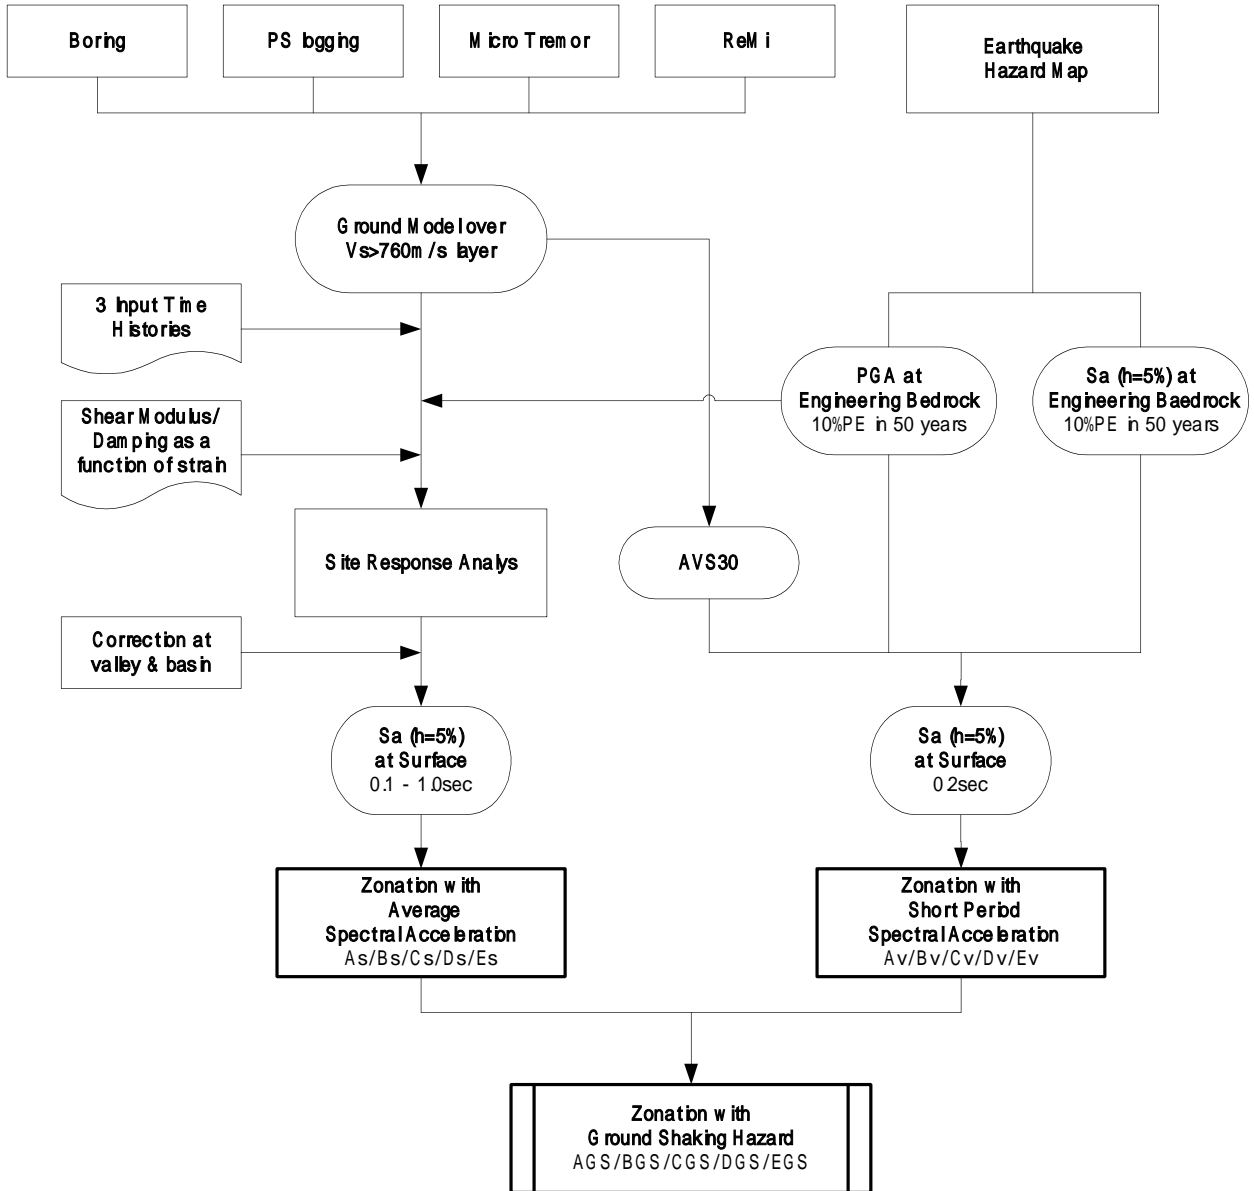 Boring
PS logging
Micro Tremor
ReMi
Earthquake
Hazard Map
Ground Model over
Vs>760m/s layer
3 Input Time
Histories
PGA at
Engineering Bedrock
10%PE in 50 years
Sa (h=5%) at
Engineering Baedrock
10%PE in 50 years
Shear Modulus/
Damping as a
function of strain
Site Response Analys
AVS30
Correction at
valley & basin
Sa (h=5%)
at Surface
0.1 - 1.0sec
Sa (h=5%)
at Surface
0.2sec
Zonation with
Average
Spectral Acceleration
As/Bs/Cs/Ds/Es
Zonation with
Short Period
Spectral Acceleration
Av/Bv/Cv/Dv/Ev
Zonation with
Ground Shaking Hazard
AGS/BGS/CGS/DGS/EGS